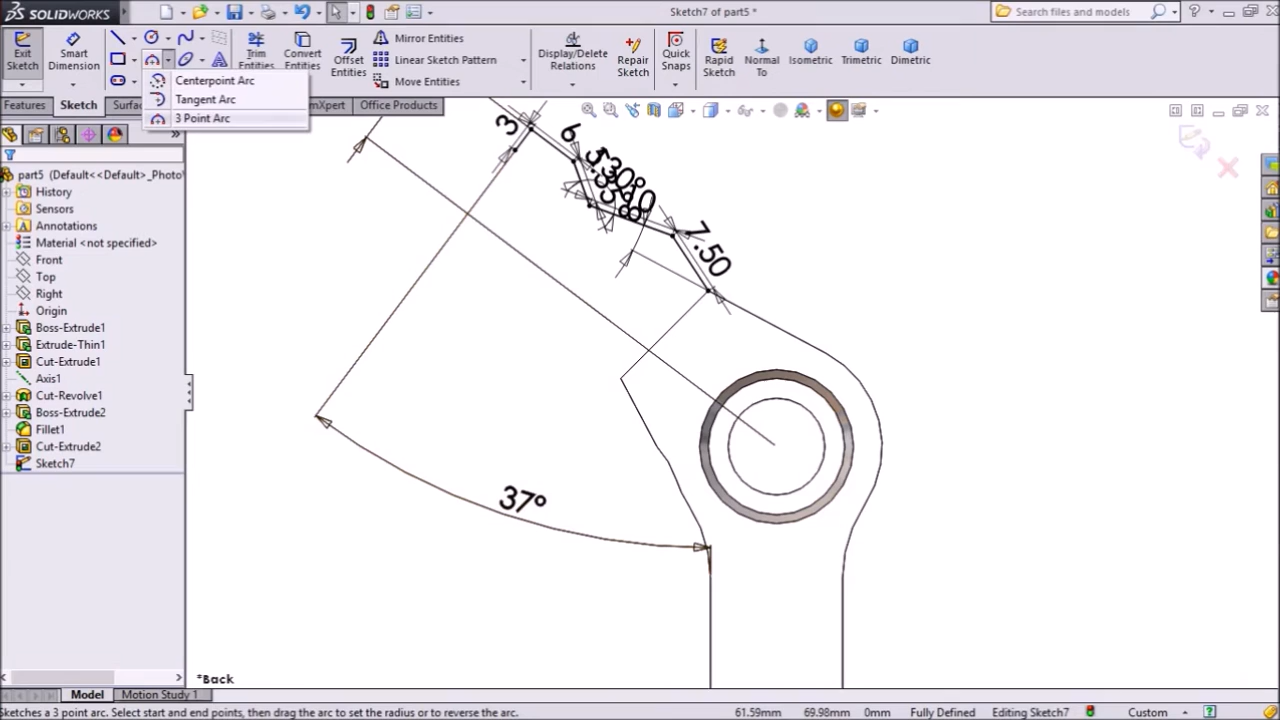 SOLIDWORKS
Sketch7 of part5 *
Search files and models
Exit Sketch
Smart Dimension
Trim Entities
Convert Entities
Offset Entities
Mirror Entities
Linear Sketch Pattern
Move Entities
Display/Delete Relations
Repair Sketch
Quick Snaps
Rapid Sketch
Normal To
Isometric
Trimetric
Dimetric
Centerpoint Arc
Tangent Arc
3 Point Arc
Features
Sketch
Surfa
mXpert
Office Products
part5 (Default<<Default>_Photo
History
Sensors
Annotations
Material <not specified>
Front
Top
Right
Origin
Boss-Extrude1
Extrude-Thin1
Cut-Extrude1
Axis1
Cut-Revolve1
Boss-Extrude2
Fillet1
Cut-Extrude2
Sketch7
3
6
7.50
37°
*Back
Model
Motion Study 1
Sketches a 3 point arc. Select start and end points, then drag the arc to set the radius or to reverse the arc.
61.59mm
69.98mm
0mm
Fully Defined
Editing Sketch7
Custom